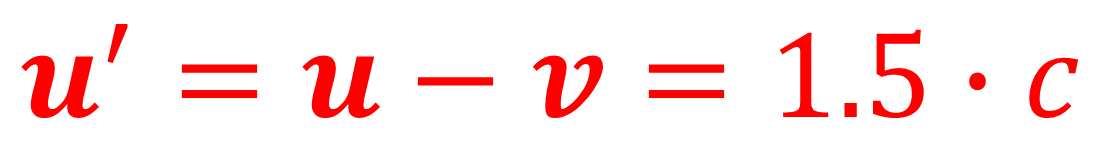 u′ = u − v = 1.5 · c